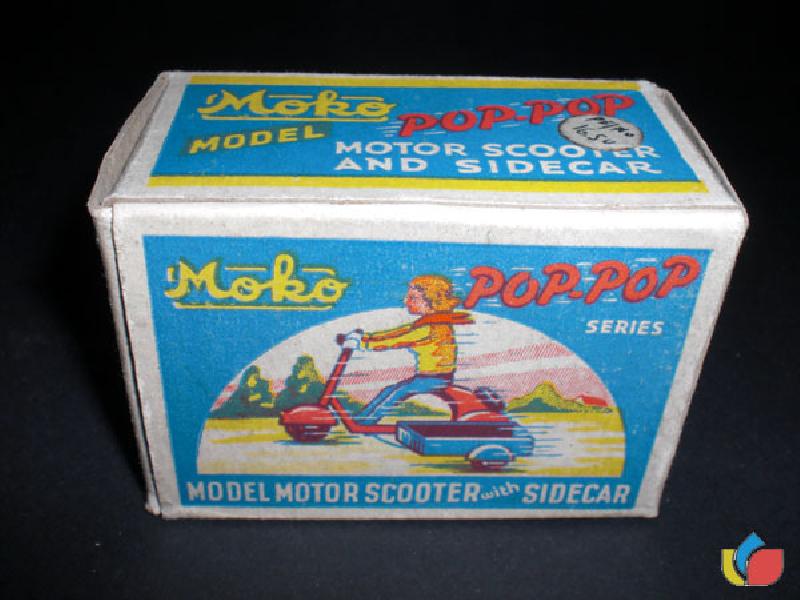 Moko POP-POP
MODEL MOTOR SCOOTER
AND SIDECAR
Moko POP-POP
SERIES
MODEL MOTOR SCOOTER with SIDECAR